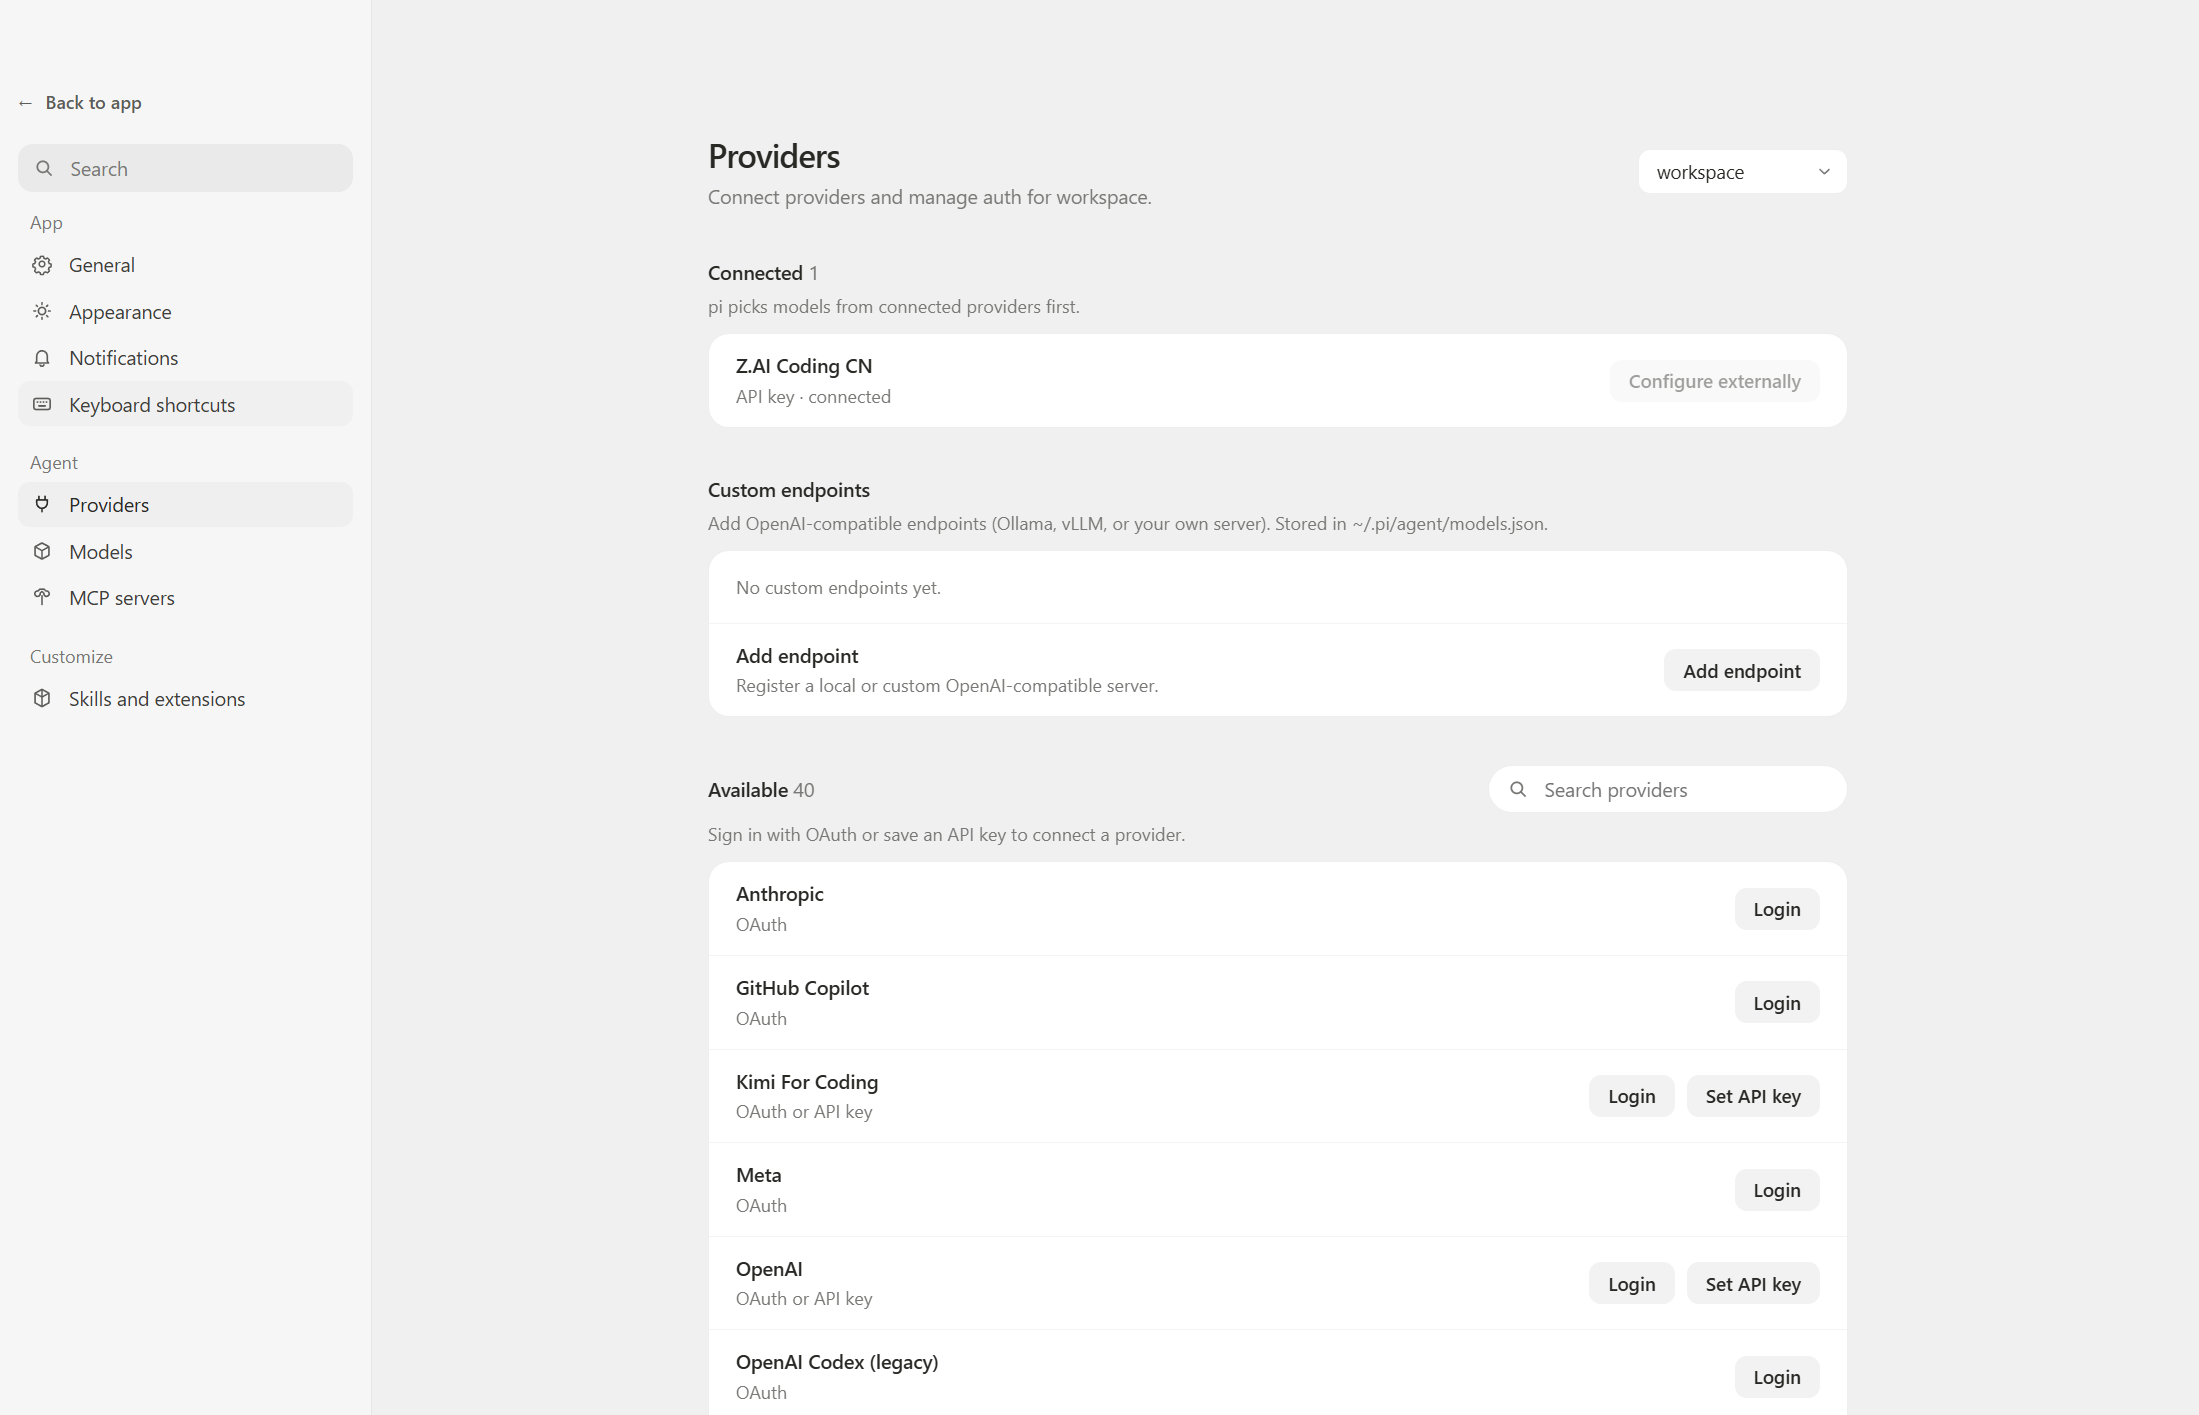 ← Back to app
Search
App
General
Appearance
Notifications
Keyboard shortcuts
Agent
Providers
Models
MCP servers
Customize
Skills and extensions
Providers
Connect providers and manage auth for workspace.
workspace
Connected 1
pi picks models from connected providers first.
Z.AI Coding CN
API key · connected
Configure externally
Custom endpoints
Add OpenAI-compatible endpoints (Ollama, vLLM, or your own server). Stored in ~/.pi/agent/models.json.
No custom endpoints yet.
Add endpoint
Register a local or custom OpenAI-compatible server.
Add endpoint
Available 40
Search providers
Sign in with OAuth or save an API key to connect a provider.
Anthropic
OAuth
Login
GitHub Copilot
OAuth
Login
Kimi For Coding
OAuth or API key
Login
Set API key
Meta
OAuth
Login
OpenAI
OAuth or API key
Login
Set API key
OpenAI Codex (legacy)
OAuth
Login